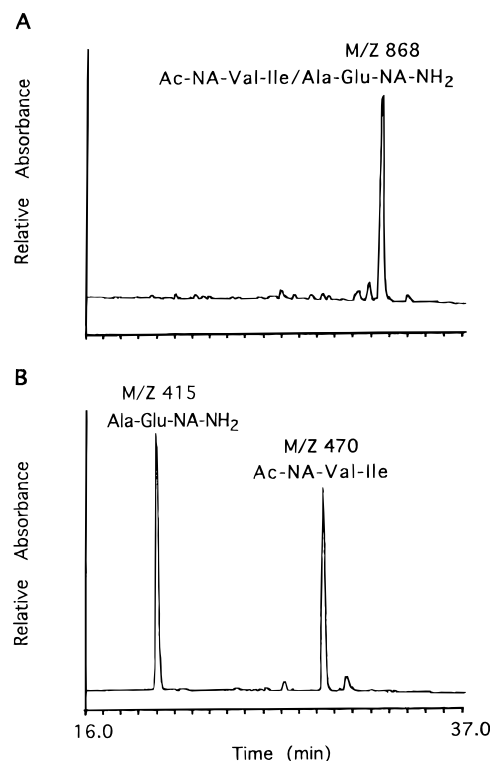 A
M/Z 868
Ac-NA-Val-Ile/Ala-Glu-NA-NH2
Relative Absorbance
B
M/Z 415
Ala-Glu-NA-NH2
M/Z 470
Ac-NA-Val-Ile
Relative Absorbance
16.0
37.0
Time (min)